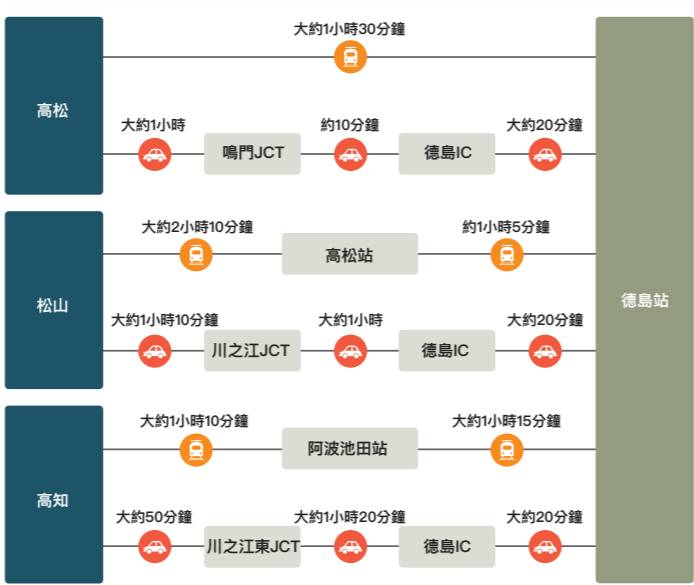 大約1小時30分鐘
高松
大約1小時
約10分鐘
大約20分鐘
鳴門JCT
德島IC
大約2小時10分鐘
約1小時5分鐘
高松站
松山
德島站
大約1小時10分鐘
大約1小時
大約20分鐘
川之江JCT
德島IC
大約1小時10分鐘
大約1小時15分鐘
阿波池田站
高知
大約50分鐘
大約1小時20分鐘
大約20分鐘
川之江東JCT
德島IC